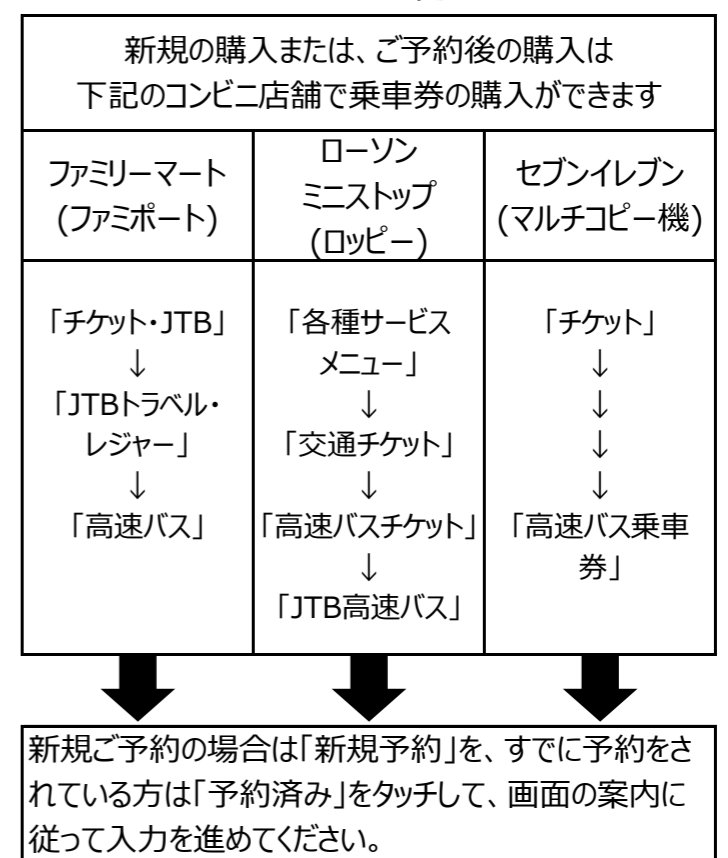 新規の購入または、ご予約後の購入は
下記のコンビニ店舗で乗車券の購入ができます
ファミリーマート
(ファミポート)
ローソン
ミニストップ
(ロッピー)
セブンイレブン
(マルチコピー機)
「チケット・JTB」
↓
「JTBトラベル・
レジャー」
↓
「高速バス」
「各種サービス
メニュー」
↓
「交通チケット」
↓
「高速バスチケット」
↓
「JTB高速バス」
「チケット」
↓
↓
↓
↓
「高速バス乗車
券」
新規ご予約の場合は「新規予約」を、すでに予約をさ
れている方は「予約済み」をタッチして、画面の案内に
従って入力を進めてください。